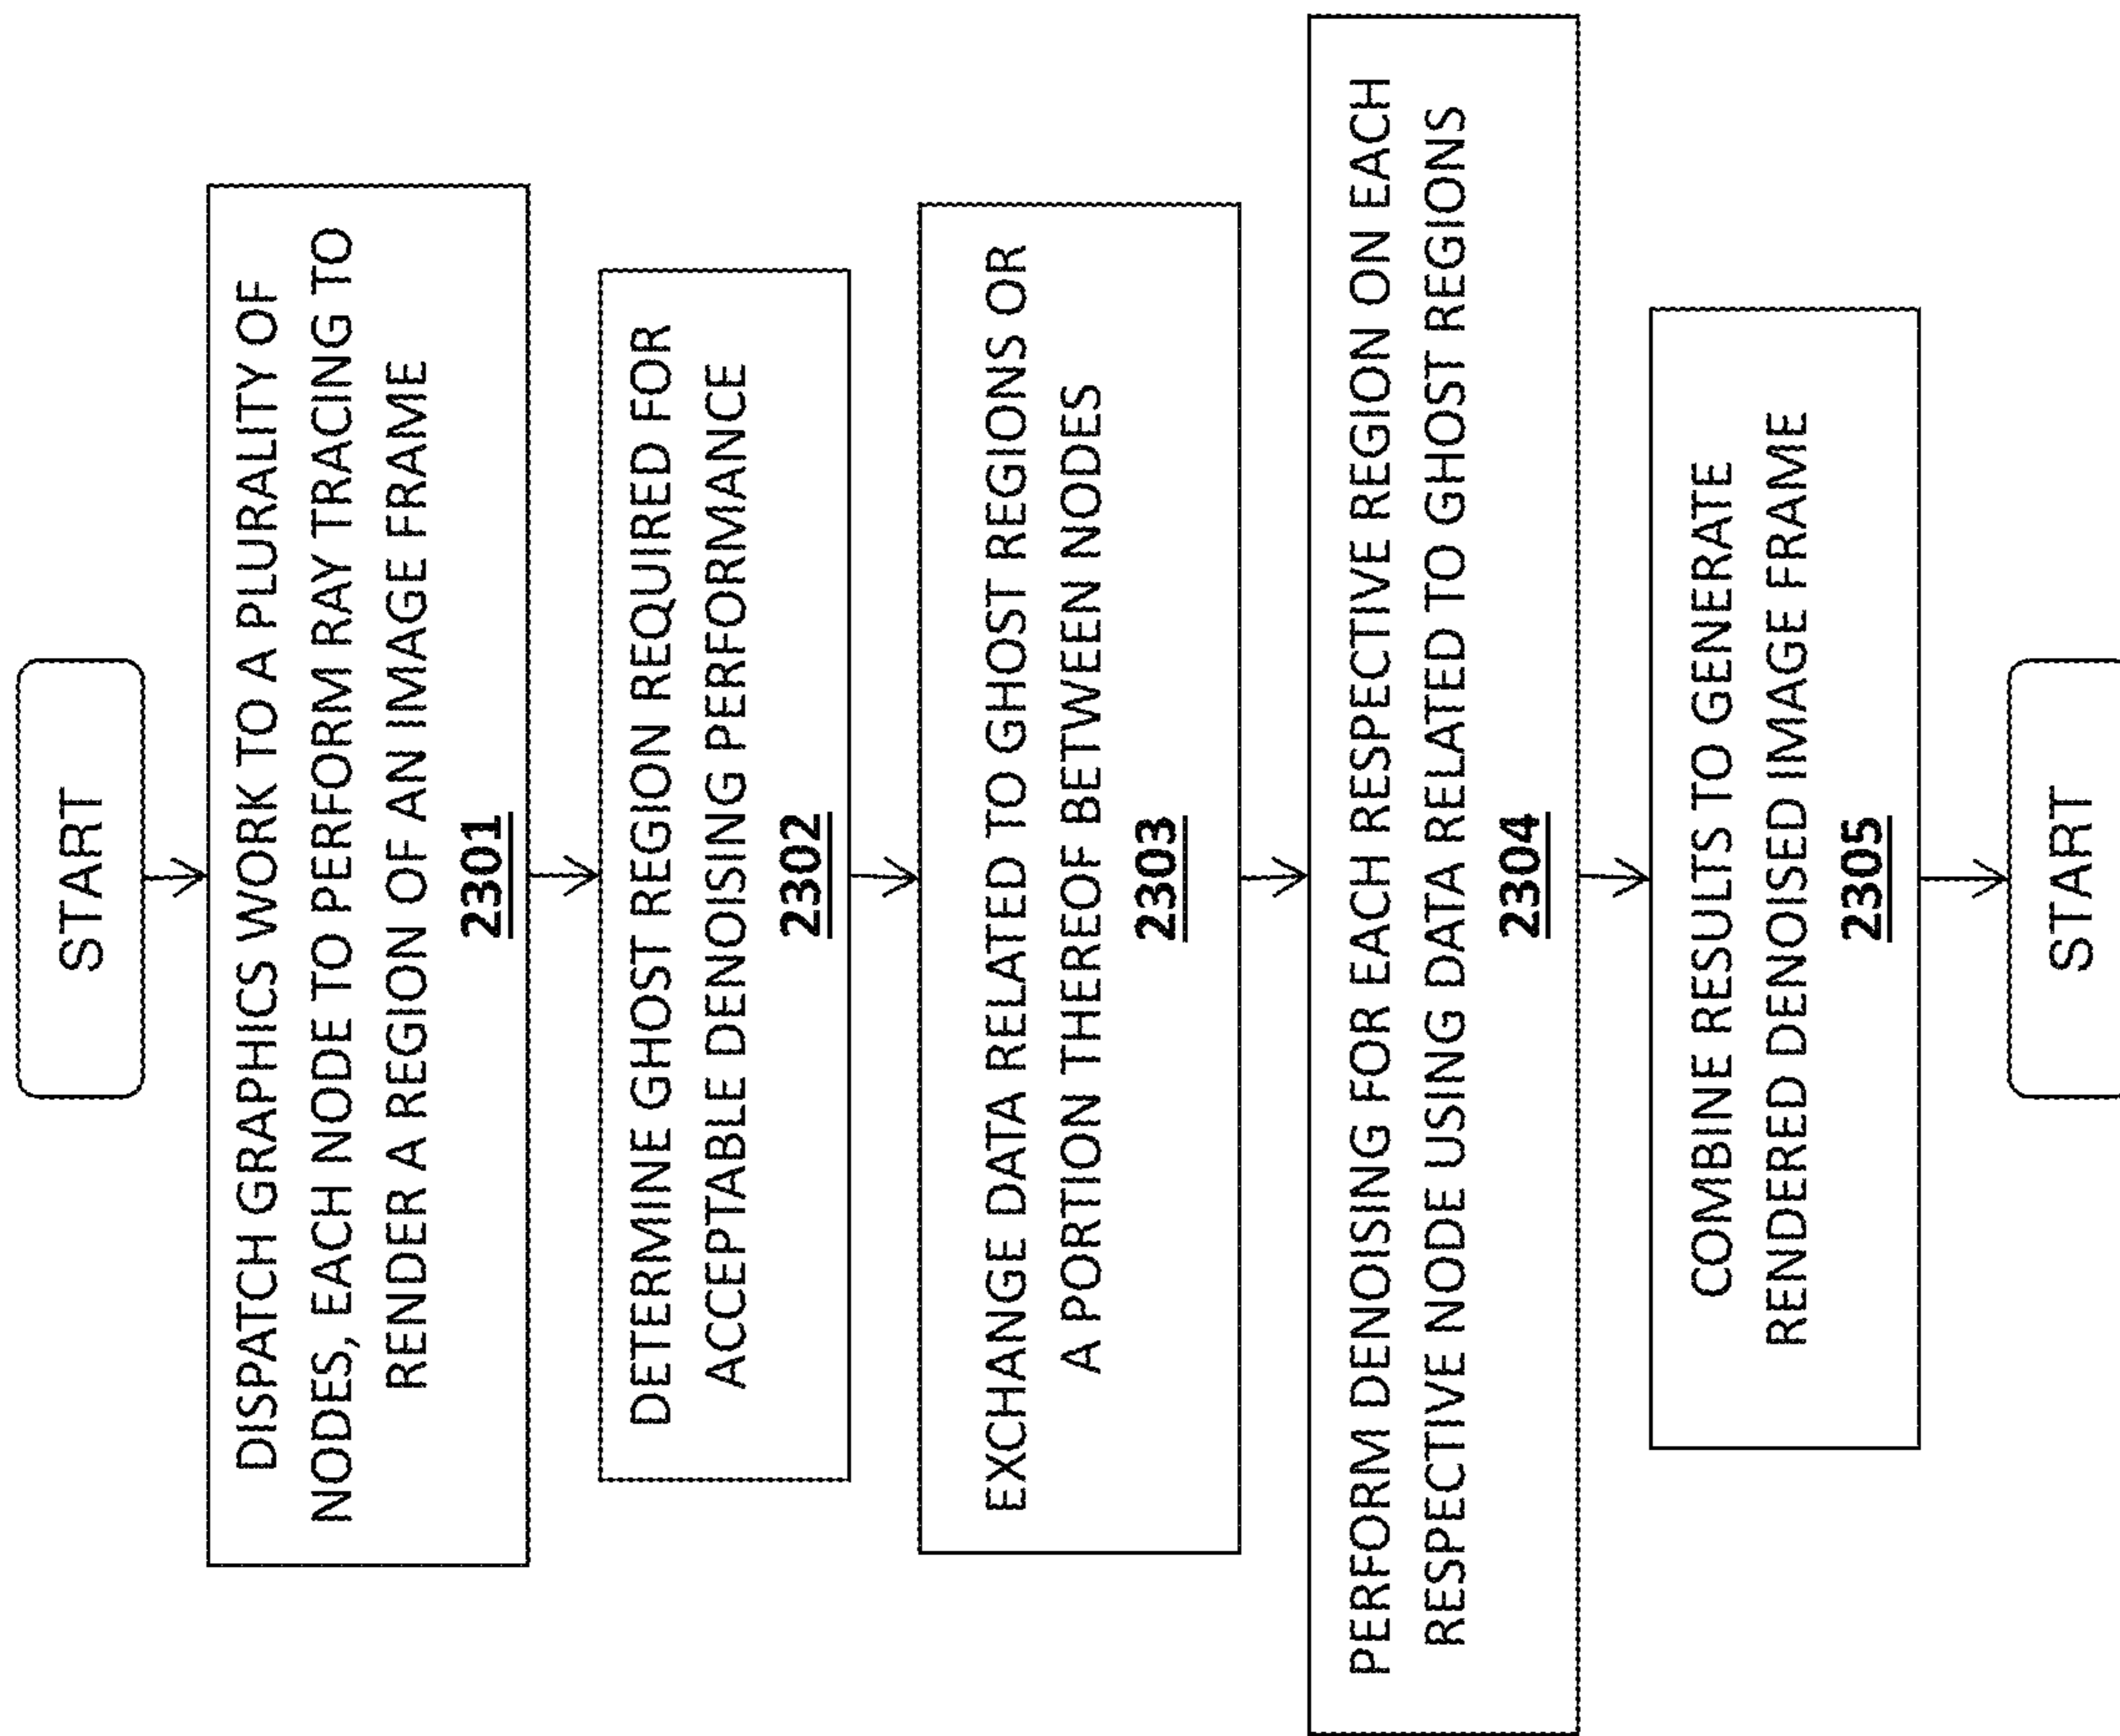 START
DISPATCH GRAPHICS WORK TO A PLURALITY OF
NODES, EACH NODE TO PERFORM RAY TRACING TO
RENDER A REGION OF AN IMAGE FRAME
2301
DETERMINE GHOST REGION REQUIRED FOR
ACCEPTABLE DENOISING PERFORMANCE
2302
EXCHANGE DATA RELATED TO GHOST REGIONS OR
A PORTION THEREOF BETWEEN NODES
2303
PERFORM DENOISING FOR EACH RESPECTIVE REGION ON EACH
RESPECTIVE NODE USING DATA RELATED TO GHOST REGIONS
2304
COMBINE RESULTS TO GENERATE
RENDERED DENOISED IMAGE FRAME
2305
START